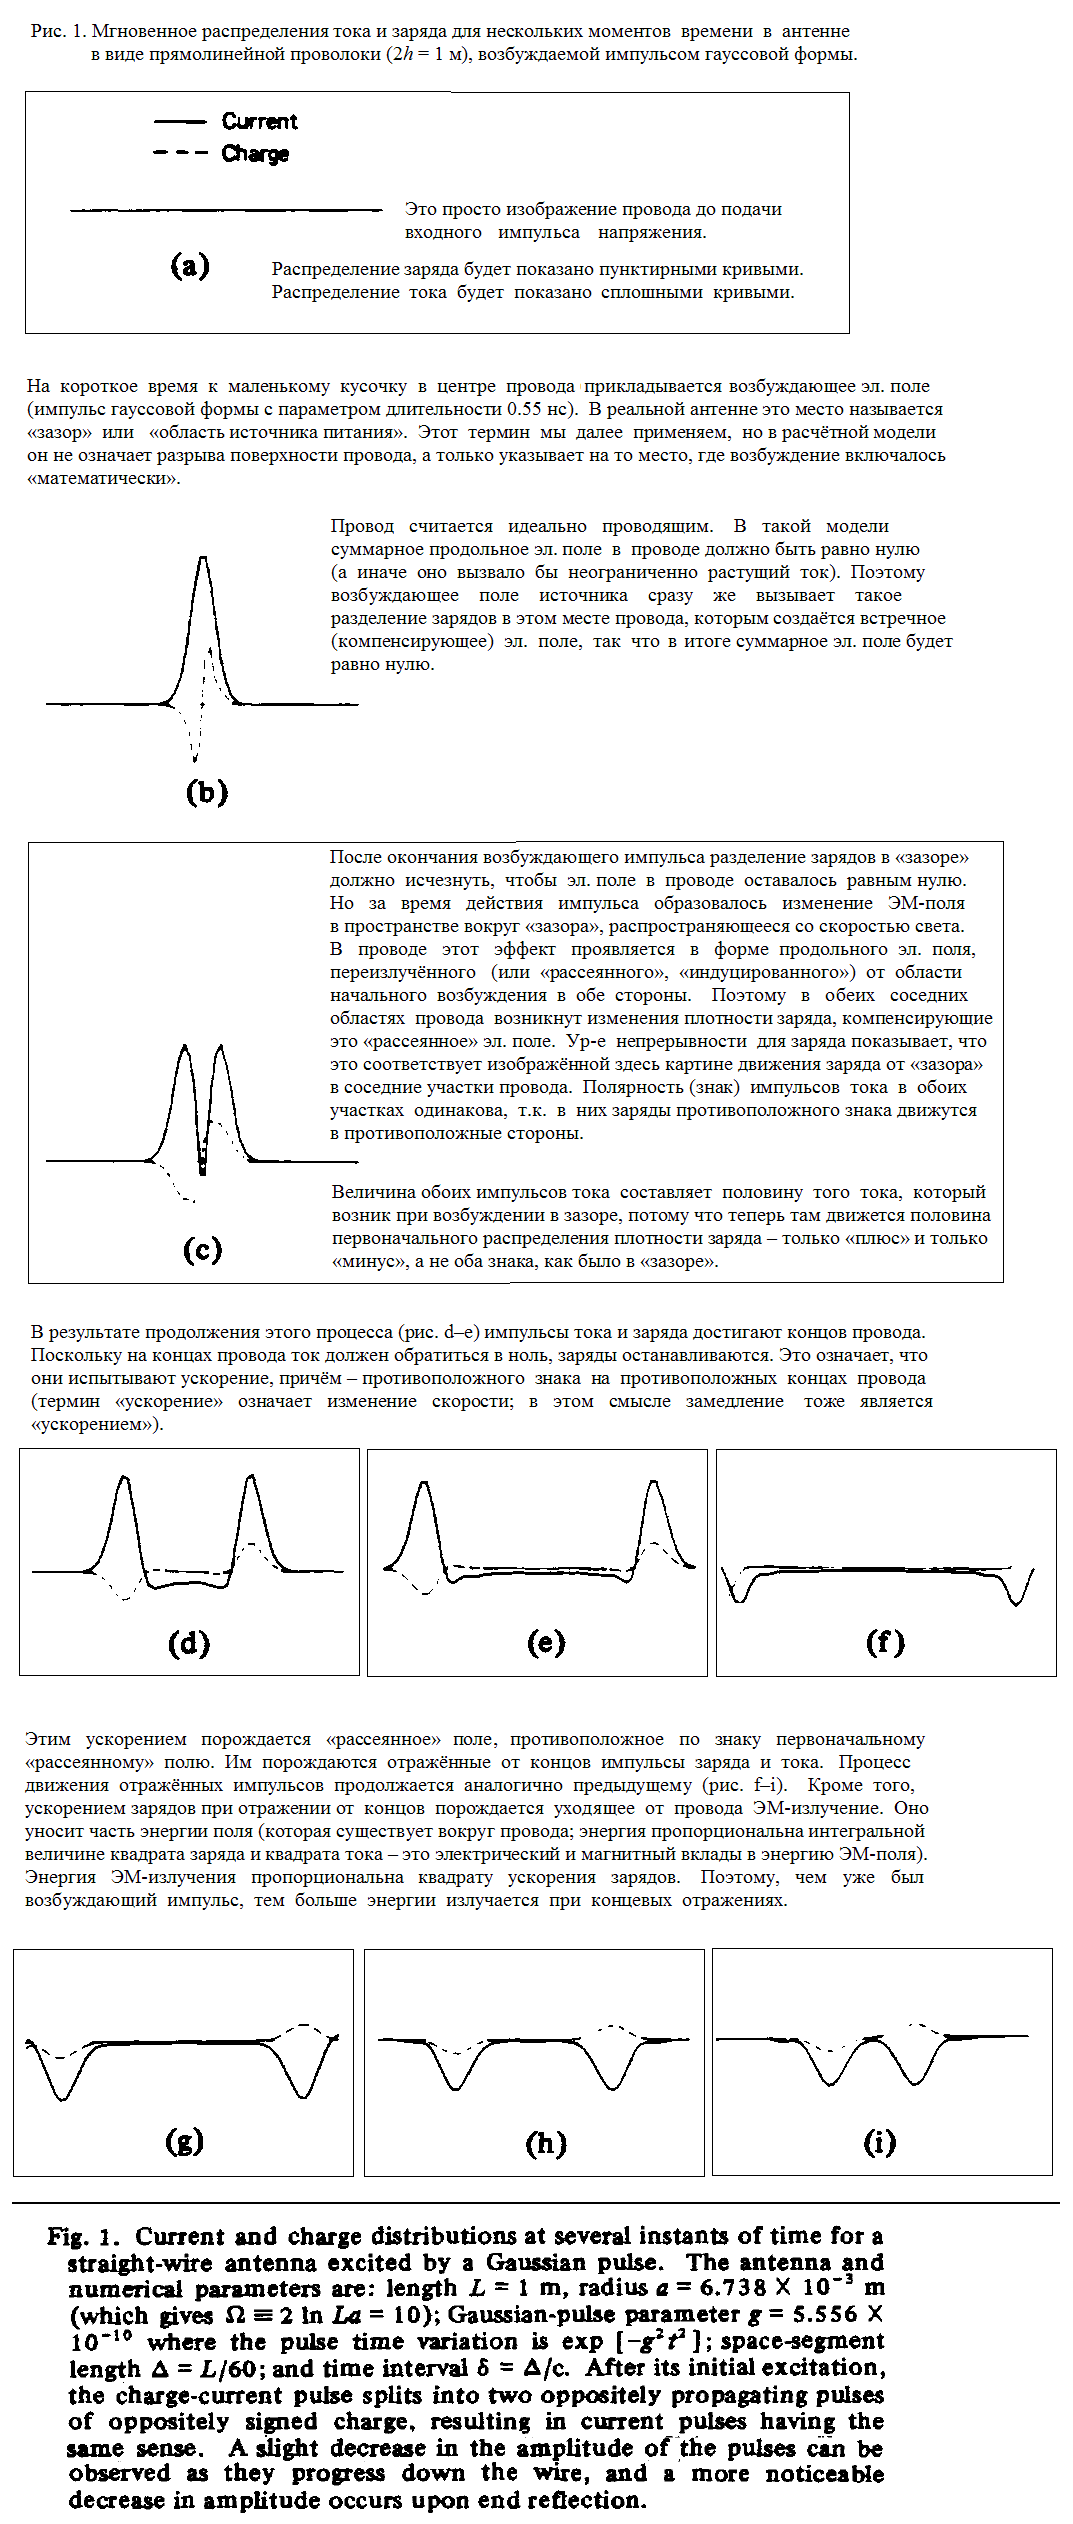 Рис. 1. Мгновенное распределения тока и заряда для нескольких моментов времени в антенне
в виде прямолинейной проволоки (2h = 1 м), возбуждаемой импульсом гауссовой формы.
Current
Charge
Это просто изображение провода до подачи
входного импульса напряжения.
(a)
Распределение заряда будет показано пунктирными кривыми.
Распределение тока будет показано сплошными кривыми.
На короткое время к маленькому кусочку в центре провода прикладывается возбуждающее эл. поле
(импульс гауссовой формы с параметром длительности 0.55 нс). В реальной антенне это место называется
«зазор» или «область источника питания». Этот термин мы далее применяем, но в расчётной модели
он не означает разрыва поверхности провода, а только указывает на то место, где возбуждение включалось
«математически».
Провод считается идеально проводящим. В такой модели
суммарное продольное эл. поле в проводе должно быть равно нулю
(а иначе оно вызвало бы неограниченно растущий ток). Поэтому
возбуждающее поле источника сразу же вызывает такое
разделение зарядов в этом месте провода, которым создаётся встречное
(компенсирующее) эл. поле, так что в итоге суммарное эл. поле будет
равно нулю.
(b)
После окончания возбуждающего импульса разделение зарядов в «зазоре»
должно исчезнуть, чтобы эл. поле в проводе оставалось равным нулю.
Но за время действия импульса образовалось изменение ЭМ-поля
в пространстве вокруг «зазора», распространяющееся со скоростью света.
В проводе этот эффект проявляется в форме продольного эл. поля,
переизлучённого (или «рассеянного», «индуцированного») от области
начального возбуждения в обе стороны. Поэтому в обеих соседних
областях провода возникнут изменения плотности заряда, компенсирующие
это «рассеянное» эл. поле. Ур-е непрерывности для заряда показывает, что
это соответствует изображённой здесь картине движения заряда от «зазора»
в соседние участки провода. Полярность (знак) импульсов тока в обоих
участках одинакова, т.к. в них заряды противоположного знака движутся
в противоположные стороны.
Величина обоих импульсов тока составляет половину того тока, который
возник при возбуждении в зазоре, потому что теперь там движется половина
первоначального распределения плотности заряда – только «плюс» и только
«минус», а не оба знака, как было в «зазоре».
(c)
В результате продолжения этого процесса (рис. d–e) импульсы тока и заряда достигают концов провода.
Поскольку на концах провода ток должен обратиться в ноль, заряды останавливаются. Это означает, что
они испытывают ускорение, причём – противоположного знака на противоположных концах провода
(термин «ускорение» означает изменение скорости; в этом смысле замедление тоже является
«ускорением»).
(d)
(e)
(f)
Этим ускорением порождается «рассеянное» поле, противоположное по знаку первоначальному
«рассеянному» полю. Им порождаются отражённые от концов импульсы заряда и тока. Процесс
движения отражённых импульсов продолжается аналогично предыдущему (рис. f–i). Кроме того,
ускорением зарядов при отражении от концов порождается уходящее от провода ЭМ-излучение. Оно
уносит часть энергии поля (которая существует вокруг провода; энергия пропорциональна интегральной
величине квадрата заряда и квадрата тока – это электрический и магнитный вклады в энергию ЭМ-поля).
Энергия ЭМ-излучения пропорциональна квадрату ускорения зарядов. Поэтому, чем уже был
возбуждающий импульс, тем больше энергии излучается при концевых отражениях.
(g)
(h)
(i)
Fig. 1. Current and charge distributions at several instants of time for a
straight-wire antenna excited by a Gaussian pulse. The antenna and
numerical parameters are: length L = 1 m, radius a = 6.738 × 10⁻³ m
(which gives Ω ≡ 2 ln La = 10); Gaussian-pulse parameter g = 5.556 ×
10⁻¹⁰ where the pulse time variation is exp [−g²t²]; space-segment
length Δ = L/60; and time interval δ = Δ/c. After its initial excitation,
the charge-current pulse splits into two oppositely propagating pulses
of oppositely signed charge, resulting in current pulses having the
same sense. A slight decrease in the amplitude of the pulses can be
observed as they progress down the wire, and a more noticeable
decrease in amplitude occurs upon end reflection.